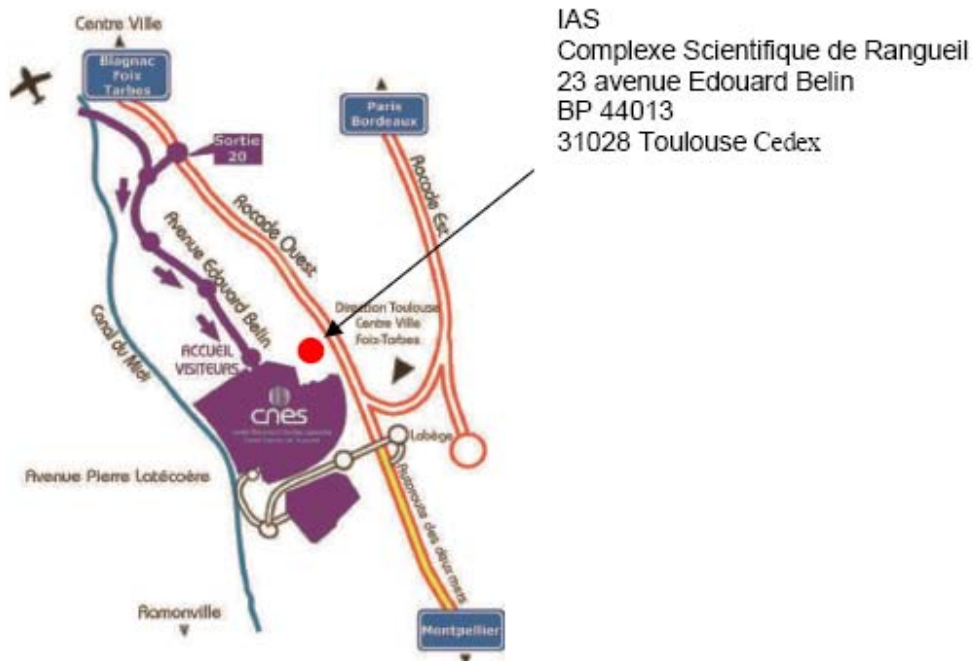 IAS
Complexe Scientifique de Rangueil
23 avenue Edouard Belin
BP 44013
31028 Toulouse Cedex
Centre Ville
Blagnac
Foix
Tarbes
Paris
Bordeaux
Sortie
20
Rocade Ouest
Rocade Est
Avenue Edouard Belin
Canal du Midi
Direction Toulouse
Centre Ville
Foix-Tarbes
ACCUEIL
VISITEURS
cnes
Labège
Avenue Pierre Latécoère
Autoroute des deux mers
Ramonville
Montpellier